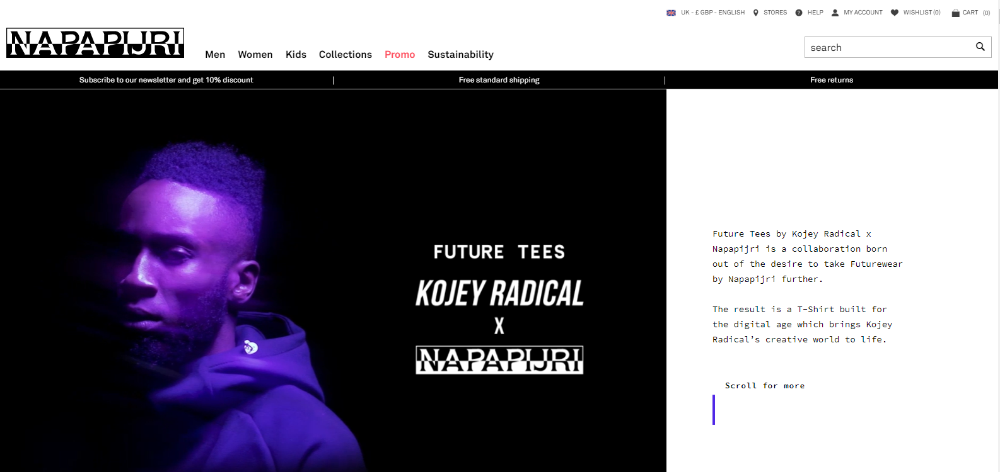 UK - £ GBP - ENGLISH STORES HELP MY ACCOUNT WISHLIST (0) CART (0)
NAPAPIJRI
Men Women Kids Collections Promo Sustainability
search
Subscribe to our newsletter and get 10% discount Free standard shipping Free returns
FUTURE TEES
KOJEY RADICAL
X
NAPAPIJRI
Future Tees by Kojey Radical x
Napapijri is a collaboration born
out of the desire to take Futurewear
by Napapijri further.
The result is a T-Shirt built for
the digital age which brings Kojey
Radical’s creative world to life.
Scroll for more